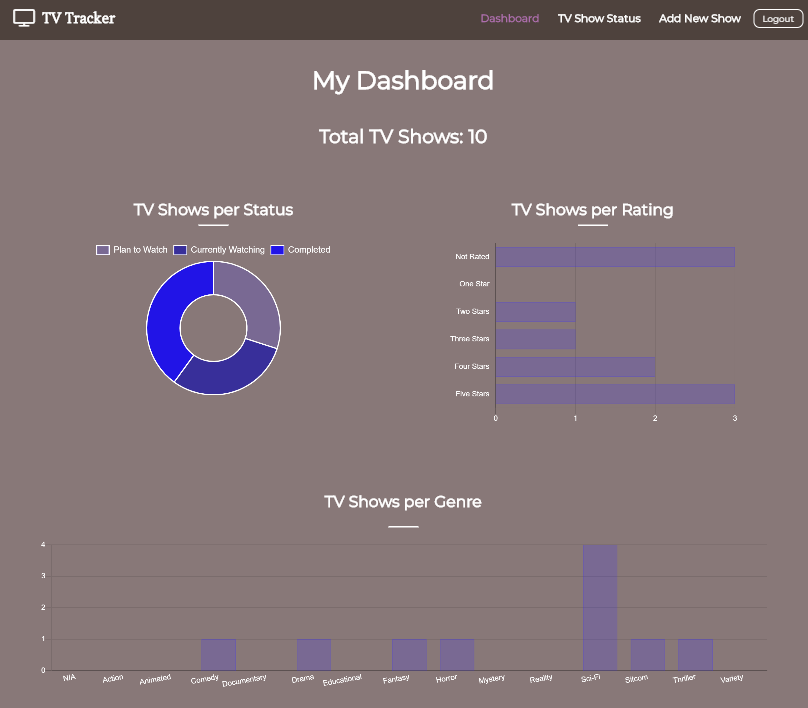 TV Tracker
Dashboard TV Show Status Add New Show Logout
My Dashboard
Total TV Shows: 10
TV Shows per Status
Plan to Watch Currently Watching Completed
TV Shows per Rating
Not Rated
One Star
Two Stars
Three Stars
Four Stars
Five Stars
0 1 2 3
TV Shows per Genre
4
3
2
1
0
N/A Action Animated Comedy Documentary Drama Educational Fantasy Horror Mystery Reality Sci-Fi Sitcom Thriller Variety